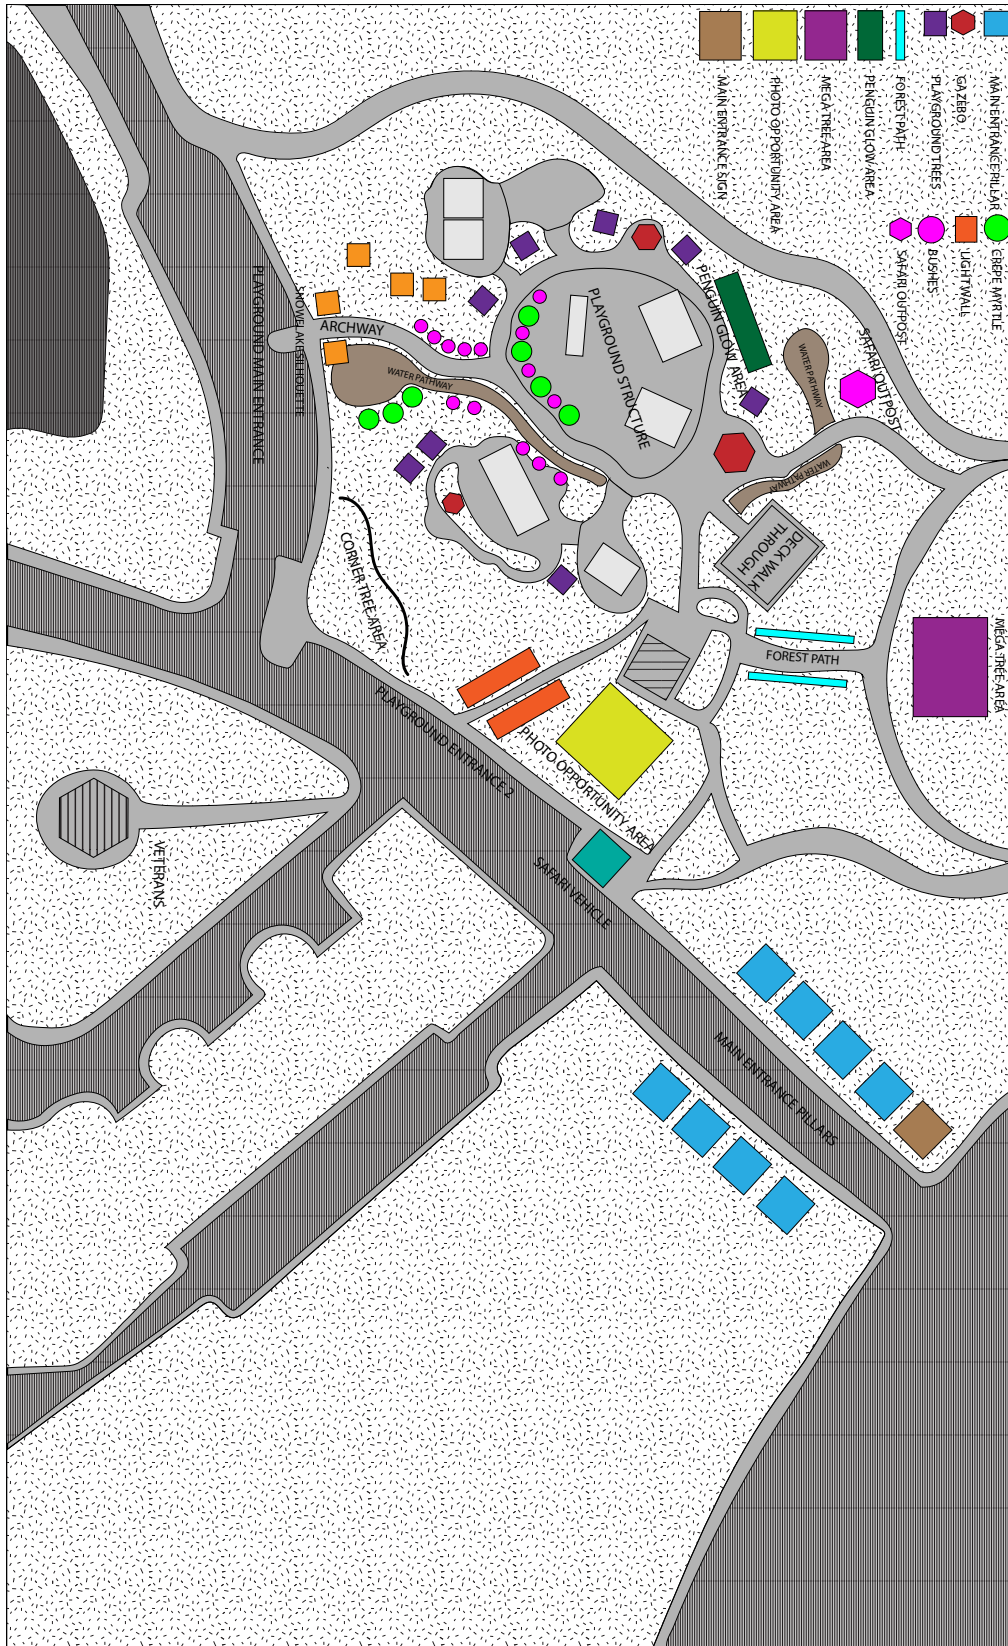 MAIN ENTRANCE PILLAR
GAZEBO
PLAYGROUND TREES
FOREST PATH
PENGUIN GLOW AREA
MEGA TREE AREA
PHOTO OPPORTUNITY AREA
MAIN ENTRANCE SIGN
CREPE MYRTLE
LIGHT WALL
BUSHES
SAFARI OUTPOST
PLAYGROUND MAIN ENTRANCE
SNOWFLAKE SILHOUETTE
ARCHWAY
WATER PATHWAY
PLAYGROUND STRUCTURE
PENGUIN GLOW AREA
WATER PATHWAY
SAFARI OUTPOST
WATER PATHWAY
DECK WALK
THROUGH
CORNER TREE AREA
FOREST PATH
MEGA TREE AREA
PLAYGROUND ENTRANCE 2
PHOTO OPPORTUNITY AREA
SAFARI VEHICLE
VETERANS
MAIN ENTRANCE PILLARS